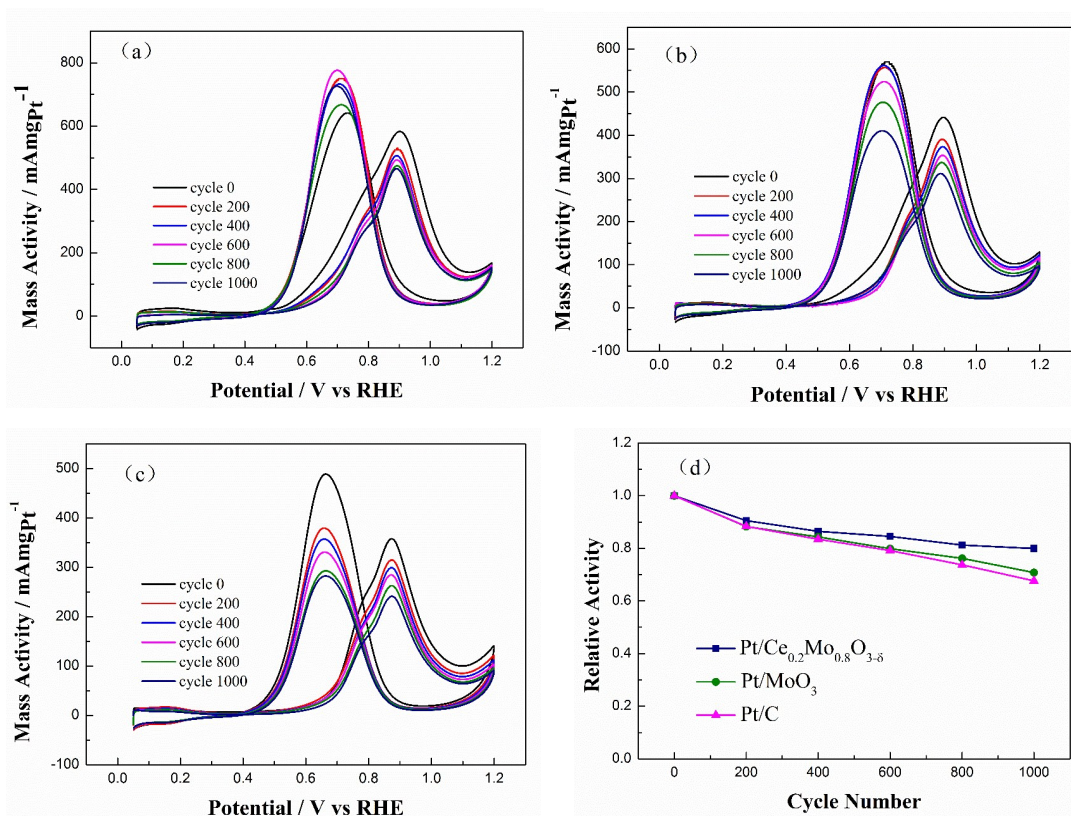 （a）
Mass Activity / mAmgPt-1
800
600
400
200
0
cycle 0
cycle 200
cycle 400
cycle 600
cycle 800
cycle 1000
0.0 0.2 0.4 0.6 0.8 1.0 1.2
Potential / V vs RHE
（b）
Mass Activity / mAmgPt-1
600
500
400
300
200
100
0
-100
cycle 0
cycle 200
cycle 400
cycle 600
cycle 800
cycle 1000
0.0 0.2 0.4 0.6 0.8 1.0 1.2
Potential / V vs RHE
（c）
Mass Activity / mAmgPt-1
500
400
300
200
100
0
-100
cycle 0
cycle 200
cycle 400
cycle 600
cycle 800
cycle 1000
0.0 0.2 0.4 0.6 0.8 1.0 1.2
Potential / V vs RHE
（d）
Relative Activity
1.2
1.0
0.8
0.6
0.4
0.2
0.0
Pt/Ce0.2Mo0.8O3-δ
Pt/MoO3
Pt/C
0 200 400 600 800 1000
Cycle Number